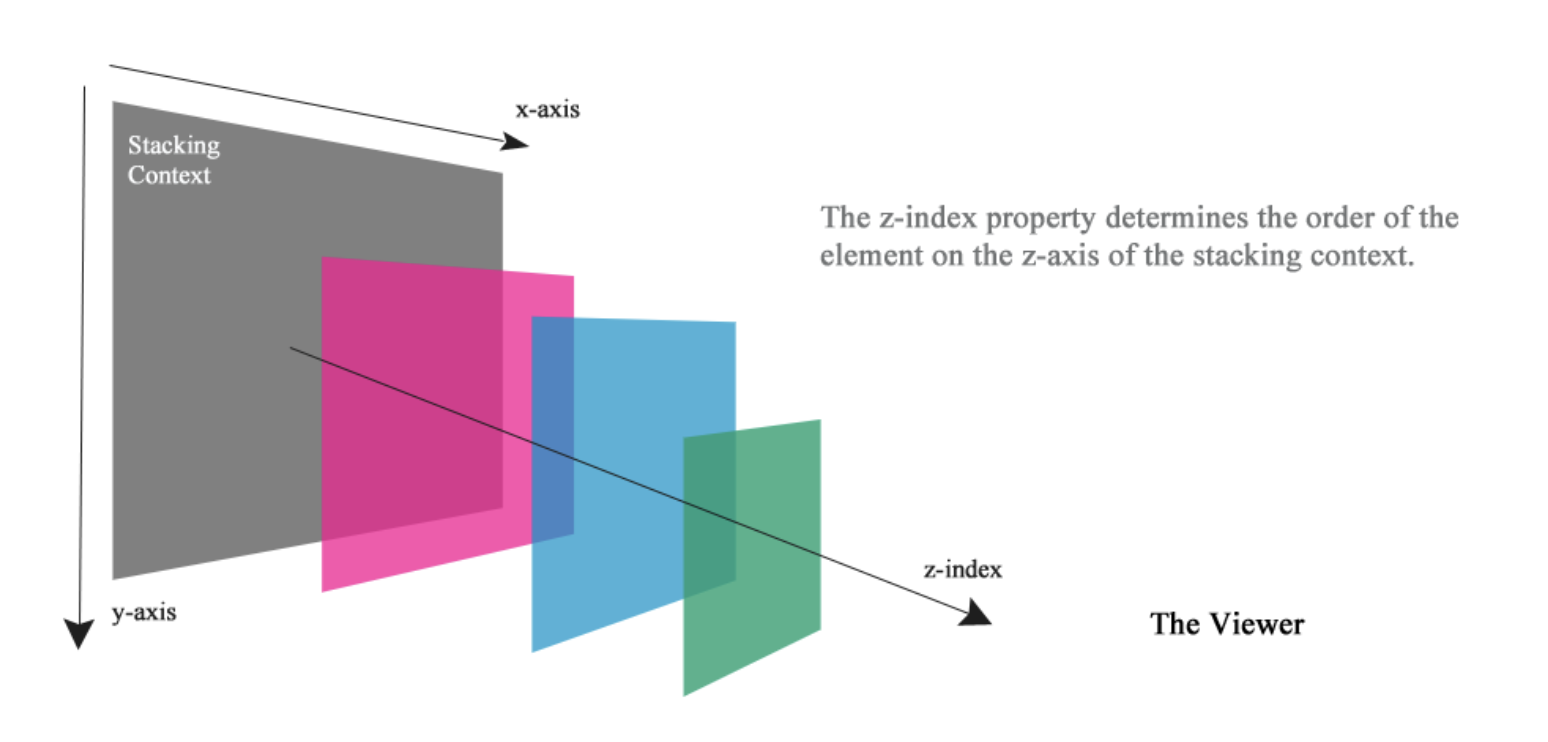 x-axis
Stacking
Context
The z-index property determines the order of the
element on the z-axis of the stacking context.
z-index
y-axis
The Viewer